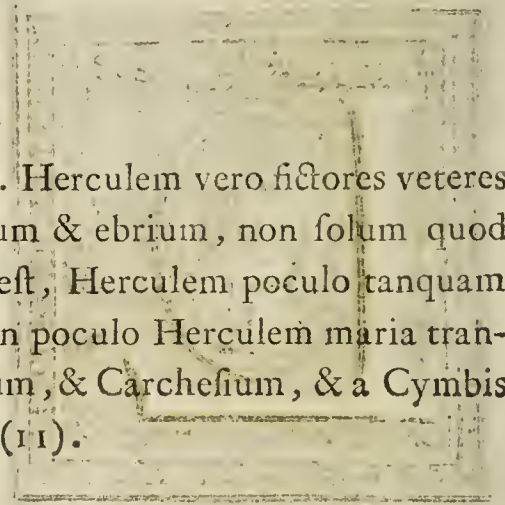 . Herculem vero fictores veteres
um & ebrium, non ſolum quod
eſt, Herculem poculo tanquam
n poculo Herculem maria tran-
um, & Carcheſium, & a Cymbis
(11).